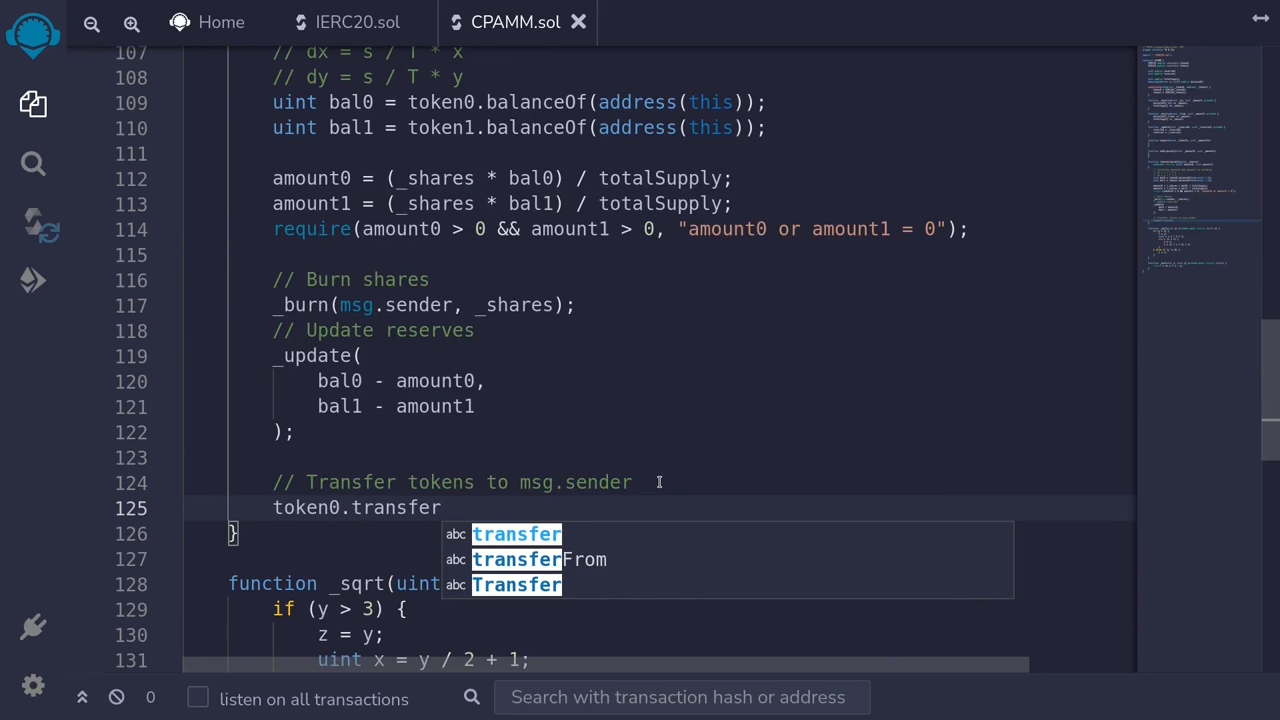 Home
IERC20.sol
CPAMM.sol
107 // dx = s / T * x
108 // dy = s / T * y
109 uint bal0 = token0.balanceOf(address(this));
110 uint bal1 = token1.balanceOf(address(this));
111
112 amount0 = (_shares * bal0) / totalSupply;
113 amount1 = (_shares * bal1) / totalSupply;
114 require(amount0 > 0 && amount1 > 0, "amount0 or amount1 = 0");
115
116 // Burn shares
117 _burn(msg.sender, _shares);
118 // Update reserves
119 _update(
120 bal0 - amount0,
121 bal1 - amount1
122 );
123
124 // Transfer tokens to msg.sender
125 token0.transfer
126 }
abc transfer
127
abc transferFrom
128 function _sqrt(uint
abc Transfer
129 if (y > 3) {
130 z = y;
131 uint x = y / 2 + 1;
0
listen on all transactions
Search with transaction hash or address